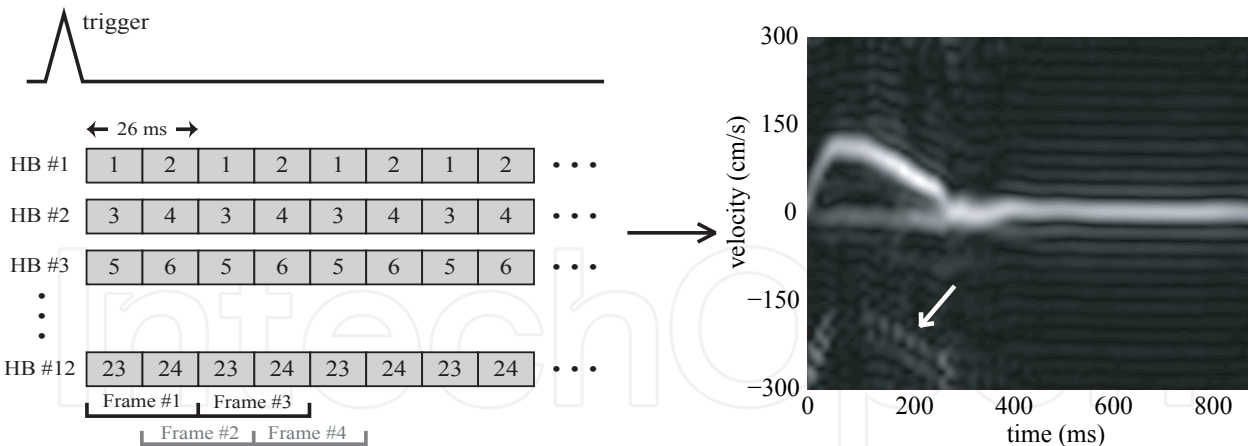 trigger
26 ms
HB #1 1 2 1 2 1 2 1 2 • • •
HB #2 3 4 3 4 3 4 3 4 • • •
HB #3 5 6 5 6 5 6 5 6 • • •
HB #12 23 24 23 24 23 24 23 24 • • •
Frame #1 Frame #3
Frame #2 Frame #4
velocity (cm/s)
300
150
0
−150
−300
0 200 400 600 800
time (ms)
IntechOpen